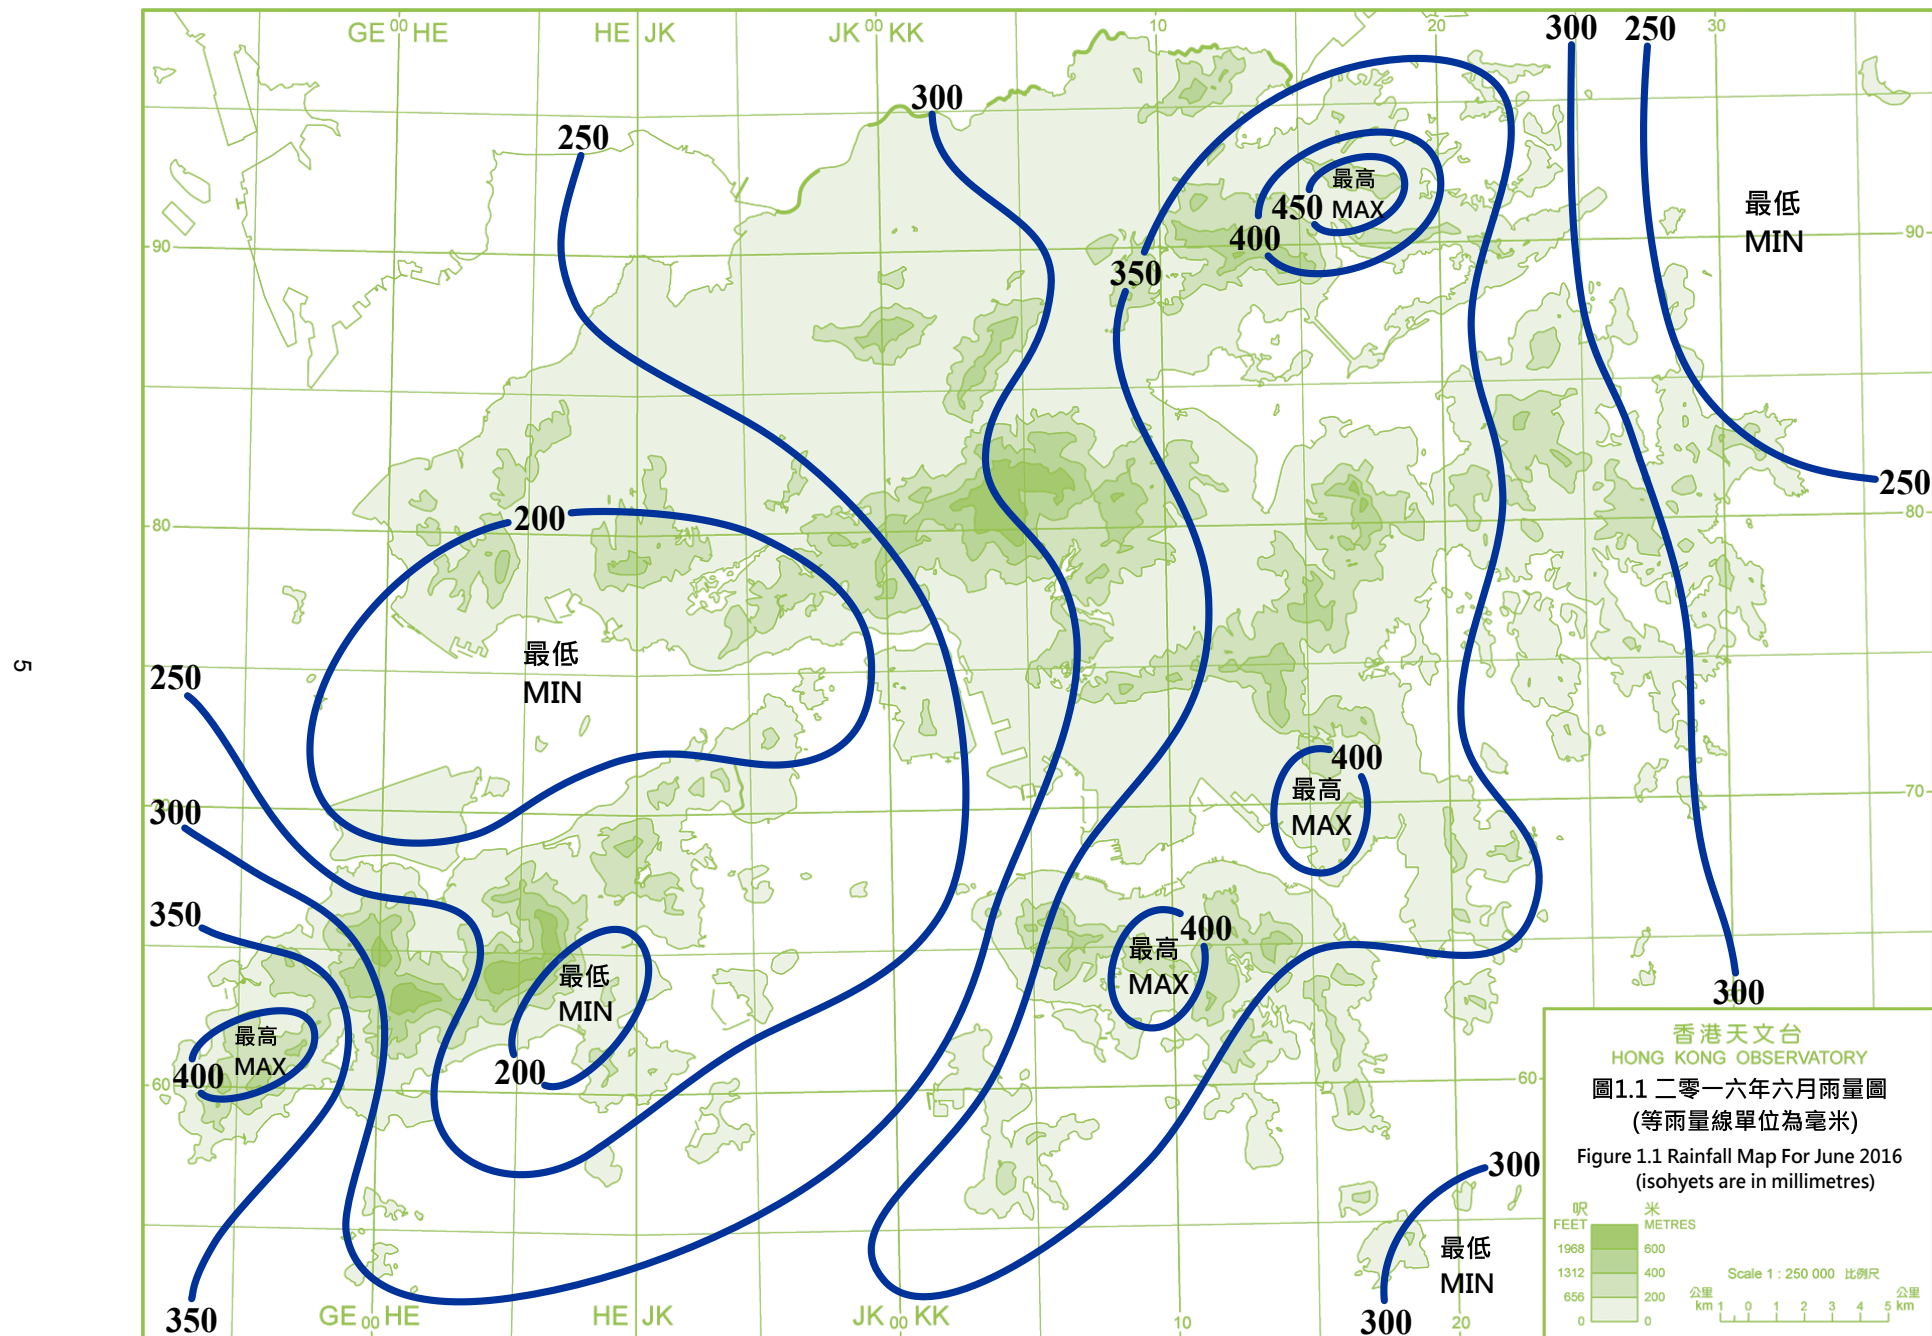 GE 00 HE
HE JK
JK 00 KK
10
20
30
300
250
300
250
最高
MAX
450
400
350
最低
MIN
90
90
250
80
200
80
最低
MIN
250
300
350
400
最高
MAX
70
400
最高
MAX
最低
MIN
200
最高
MAX
400
60
60
300
香港天文台
HONG KONG OBSERVATORY
圖1.1 二零一六年六月雨量圖
(等雨量線單位為毫米)
Figure 1.1 Rainfall Map For June 2016
(isohyets are in millimetres)
呎 米
FEET METRES
1968 600
1312 400
656 200
0 0
Scale 1 : 250 000 比例尺
公里 公里
km 1 0 1 2 3 4 5 km
300
最低
MIN
300
350
GE 00 HE
HE JK
JK 00 KK
10
20
5